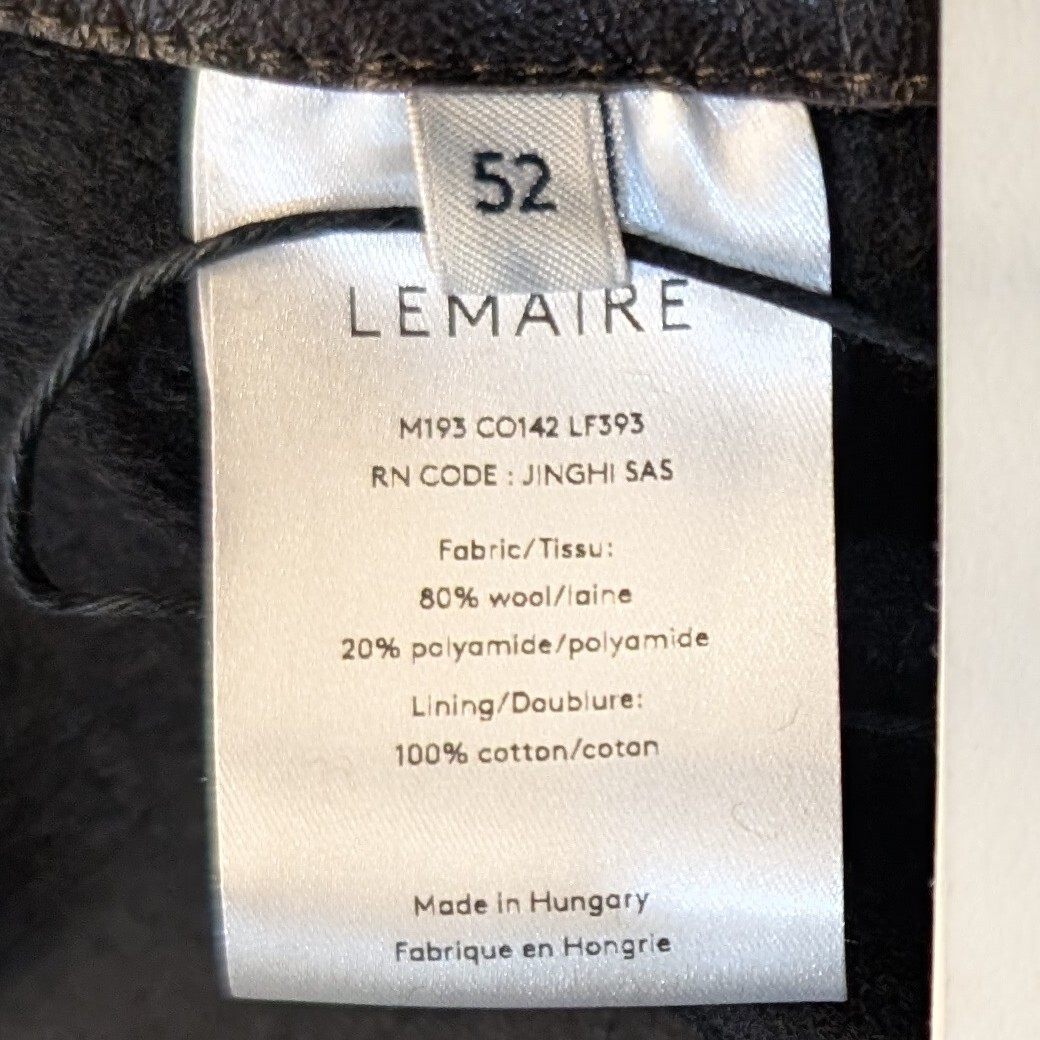 52
LEMAIRE
M193 CO142 LF393
RN CODE : JINGHI SAS
Fabric/Tissu:
80% wool/laine
20% polyamide/polyamide
Lining/Doublure:
100% cotton/coton
Made in Hungary
Fabrique en Hongrie